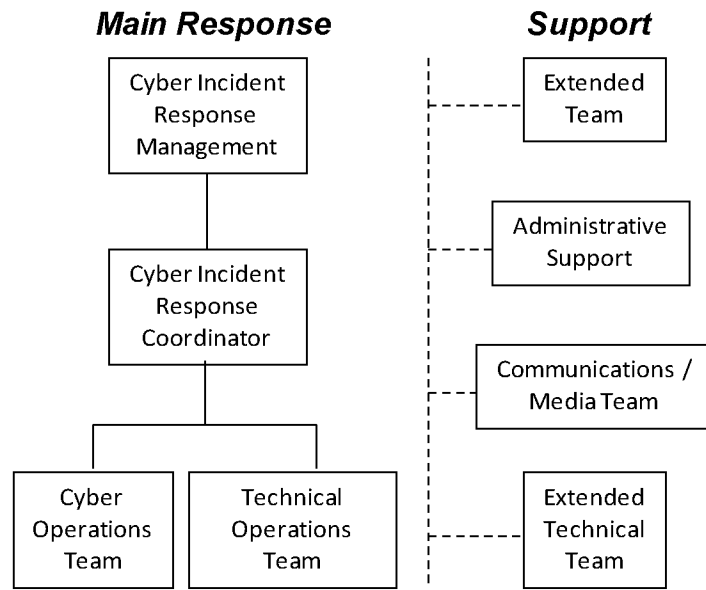 Main Response
Cyber Incident
Response
Management
Cyber Incident
Response
Coordinator
Cyber
Operations
Team
Technical
Operations
Team
Support
Extended
Team
Administrative
Support
Communications /
Media Team
Extended
Technical
Team